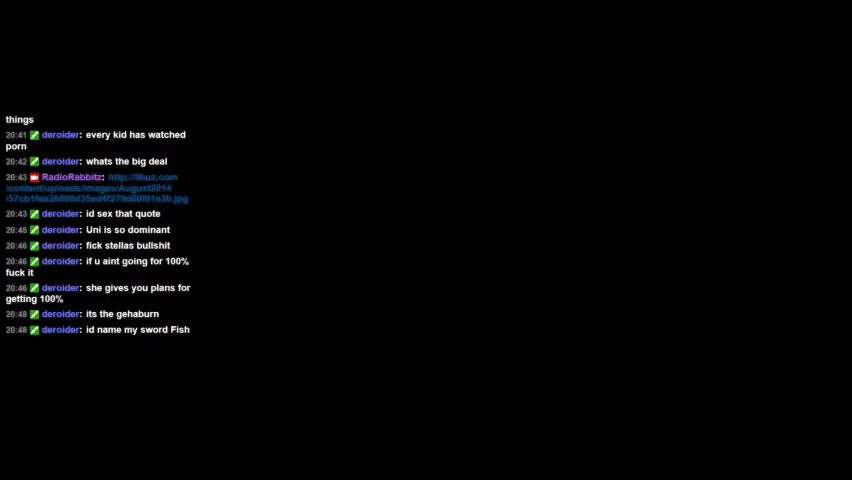 things
20:41 deroider: every kid has watched
porn
20:42 deroider: whats the big deal
20:43 RadioRabbitz: http://9buz.com
/content/uploads/images/August2014
20:43 deroider: id sex that quote
20:45 deroider: Uni is so dominant
20:46 deroider: fick stellas bullshit
20:46 deroider: if u aint going for 100%
fuck it
20:46 deroider: she gives you plans for
getting 100%
20:48 deroider: its the gehaburn
20:48 deroider: id name my sword Fish